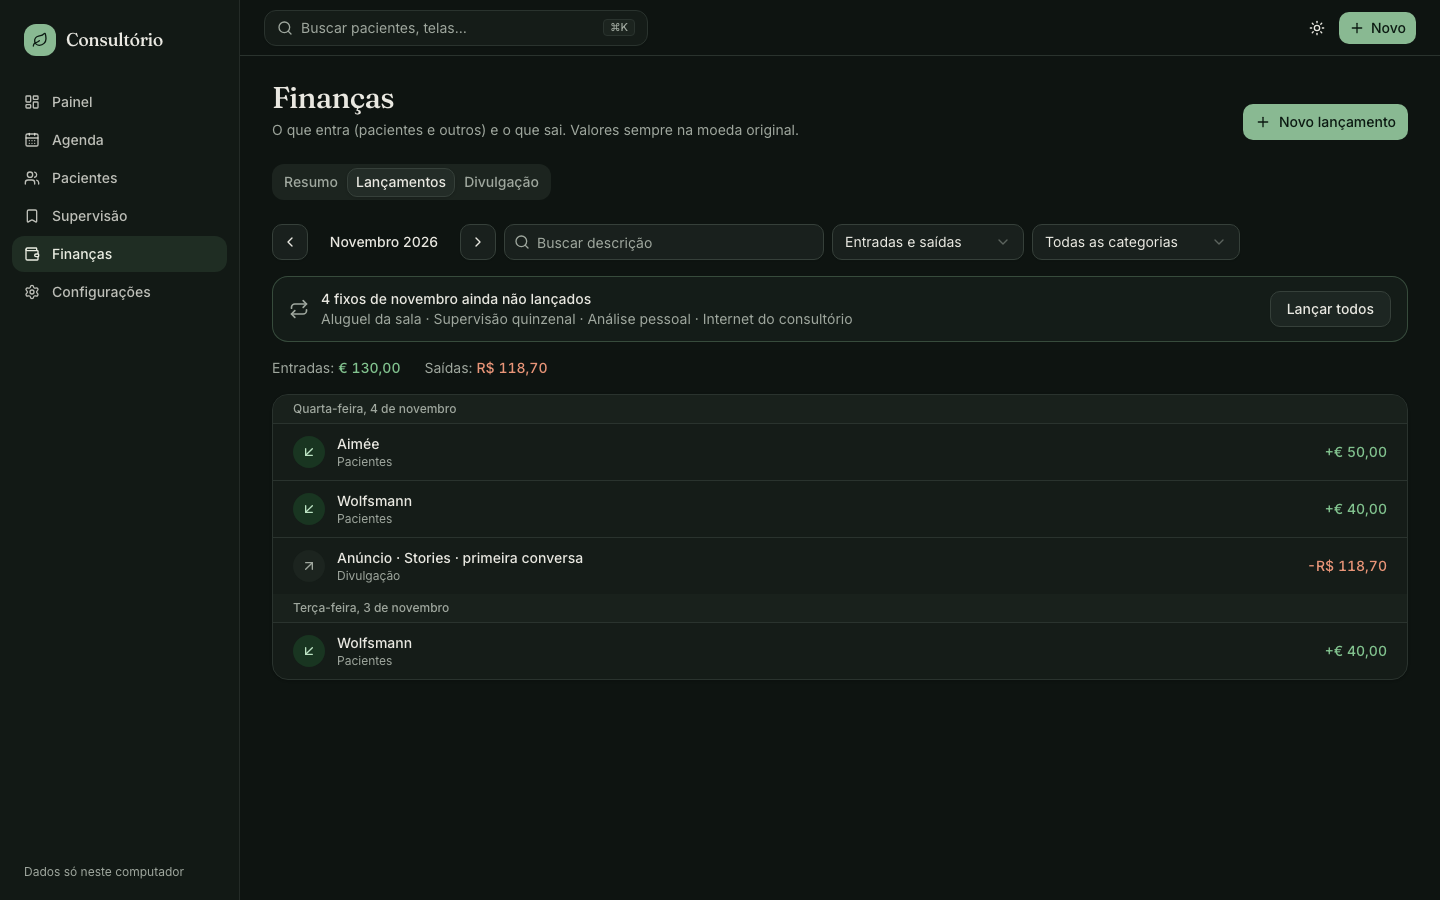 Consultório
Buscar pacientes, telas...
⌘K
Novo
Painel
Agenda
Pacientes
Supervisão
Finanças
Configurações
Dados só neste computador
Finanças
O que entra (pacientes e outros) e o que sai. Valores sempre na moeda original.
Novo lançamento
Resumo
Lançamentos
Divulgação
Novembro 2026
Buscar descrição
Entradas e saídas
Todas as categorias
4 fixos de novembro ainda não lançados
Aluguel da sala · Supervisão quinzenal · Análise pessoal · Internet do consultório
Lançar todos
Entradas: € 130,00 Saídas: R$ 118,70
Quarta-feira, 4 de novembro
Aimée
Pacientes
+€ 50,00
Wolfsmann
Pacientes
+€ 40,00
Anúncio · Stories · primeira conversa
Divulgação
-R$ 118,70
Terça-feira, 3 de novembro
Wolfsmann
Pacientes
+€ 40,00